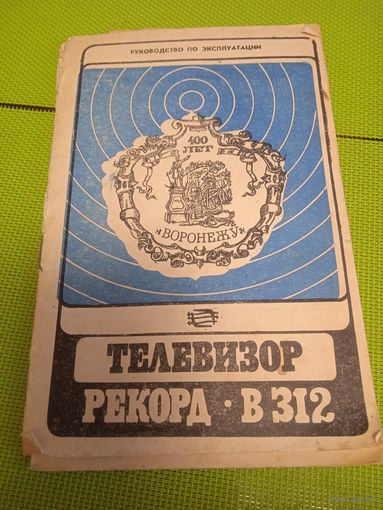 РУКОВОДСТВО ПО ЭКСПЛУАТАЦИИ
400
ЛЕТ
ВОРОНЕЖУ
ТЕЛЕВИЗОР
РЕКОРД · В 312